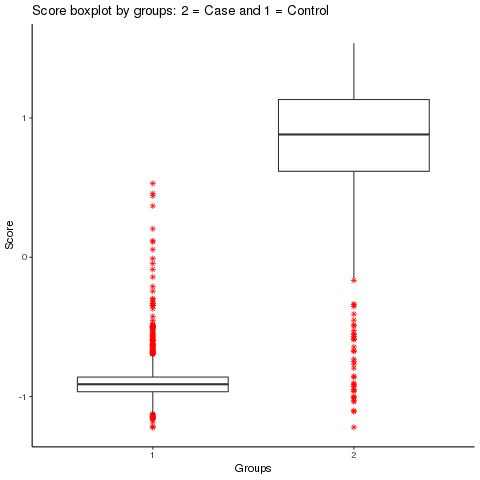 Score boxplot by groups: 2 = Case and 1 = Control
Score
1
0
-1
1
2
Groups